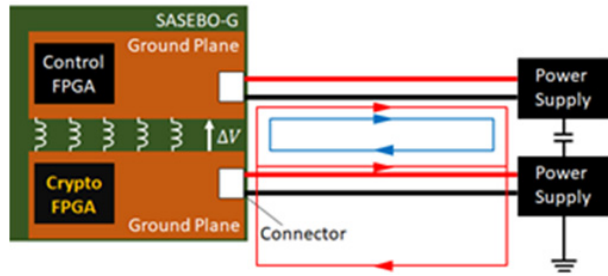 SASEBO-G
Ground Plane
Control
FPGA
Power
Supply
ΔV
Crypto
FPGA
Power
Supply
Ground Plane
Connector